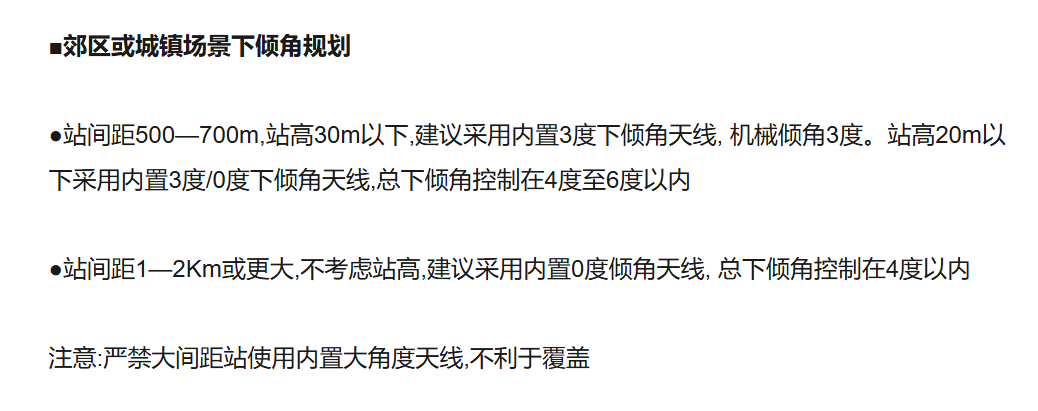 ■郊区或城镇场景下倾角规划
●站间距500—700m,站高30m以下,建议采用内置3度下倾角天线, 机械倾角3度。站高20m以
下采用内置3度/0度下倾角天线,总下倾角控制在4度至6度以内
●站间距1—2Km或更大,不考虑站高,建议采用内置0度倾角天线, 总下倾角控制在4度以内
注意:严禁大间距站使用内置大角度天线,不利于覆盖